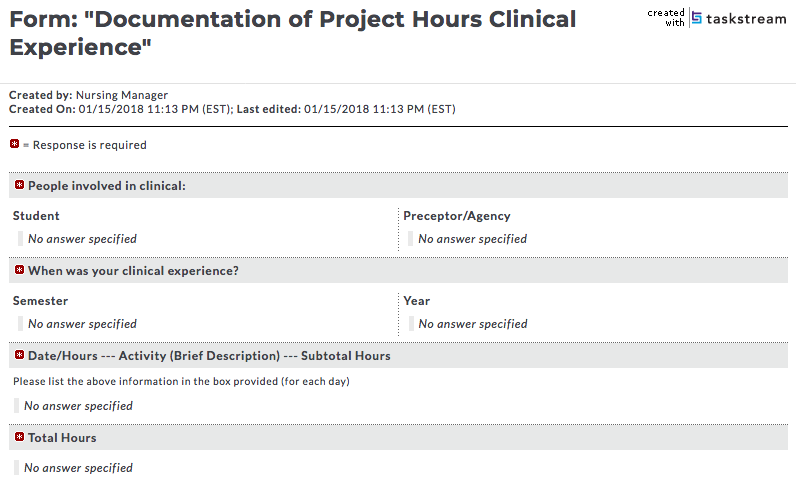 Form: "Documentation of Project Hours Clinical
Experience"
created
with
taskstream
Created by: Nursing Manager
Created On: 01/15/2018 11:13 PM (EST); Last edited: 01/15/2018 11:13 PM (EST)
* = Response is required
* People involved in clinical:
Student
Preceptor/Agency
No answer specified
No answer specified
* When was your clinical experience?
Semester
Year
No answer specified
No answer specified
* Date/Hours --- Activity (Brief Description) --- Subtotal Hours
Please list the above information in the box provided (for each day)
No answer specified
* Total Hours
No answer specified